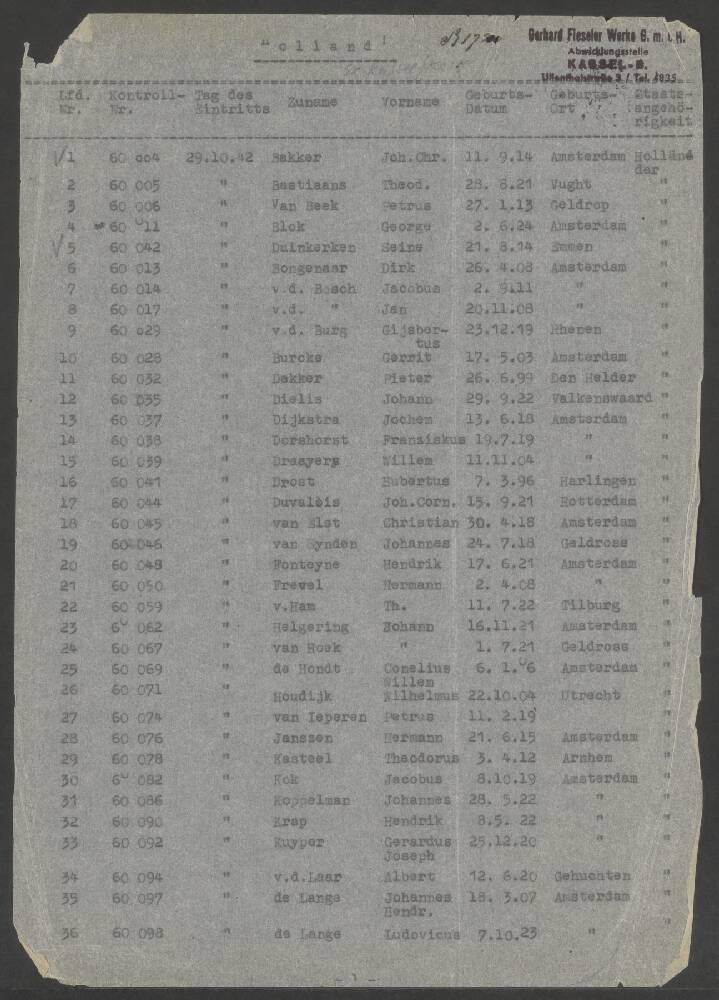 "olland"
Gerhard Fieseler Werke G. m. b. H.
Abwicklungsstelle
KASSEL-B.
Lilienthalstraße 3 / Tel. 4835
Lfd. Kontroll- Tag des Zuname Vorname Geburts- Geburts- Staats-
Nr. Nr. Eintritts Datum Ort angehö-
rigkeit
1 60 004 29.10.42 Bakker Joh.Chr. 11. 9.14 Amsterdam Hollän
der
2 60 005 " Bastiaans Theod. 28. 8.21 Vught "
3 60 006 " Van Beek Petrus 27. 1.13 Geldrop "
4 60 011 " Blok George 2. 6.24 Amsterdam "
5 60 042 " Duinkerken Seine 21. 8.14 Emmen "
6 60 013 " Bongenaar Dirk 26. 4.08 Amsterdam "
7 60 014 " v.d. Bosch Jacobus 2. 9.11 " "
8 60 017 " v.d. " Jan 20.11.08 " "
9 60 029 " v.d. Burg Gijsber- 23.12.19 Rhenen "
tus
10 60 028 " Burcke Gerrit 17. 5.03 Amsterdam "
11 60 032 " Dekker Pieter 26. 6.99 Den Helder "
12 60 035 " Dielis Johann 29. 9.22 Valkenswaard "
13 60 037 " Dijkstra Jochem 13. 6.18 Amsterdam "
14 60 038 " Dorshorst Franziskus 19.7.19 " "
15 60 039 " Draayers Willem 11.11.04 " "
16 60 041 " Drost Hubertus 7. 3.96 Harlingen "
17 60 044 " Duvalois Joh.Corn. 15. 9.21 Rotterdam "
18 60 045 " van Elst Christian 30. 4.18 Amsterdam "
19 60 046 " van Eynden Johannes 24. 7.18 Geldross "
20 60 048 " Fonteyne Hendrik 17. 6.21 Amsterdam "
21 60 050 " Frevel Hermann 2. 4.08 " "
22 60 059 " v.Ham Th. 11. 7.22 Tilburg "
23 60 062 " Helgering Johann 16.11.21 Amsterdam "
24 60 067 " van Hoek " 1. 7.21 Geldross "
25 60 069 " de Hondt Conelius 6. 1.06 Amsterdam "
Willem
26 60 071 " Houdijk Wilhelmus 22.10.04 Utrecht "
27 60 074 " van Ieperen Petrus 11. 2.19 "
28 60 076 " Janssen Hermann 21. 6.15 Amsterdam "
29 60 078 " Kasteel Theodorus 3. 4.12 Arnhem "
30 60 082 " Kok Jacobus 8.10.19 Amsterdam "
31 60 086 " Koppelman Johannes 28. 5.22 " "
32 60 090 " Krap Hendrik 8.5. 22 " "
33 60 092 " Kuyper Gerardus 25.12.20 " "
Joseph
34 60 094 " v.d.Laar Albert 12. 6.20 Gehuchten "
35 60 097 " de Lange Johannes 18. 3.07 Amsterdam "
Hendr.
36 60 098 " de Lange Ludovicus 7.10.23 " "
- 1 -